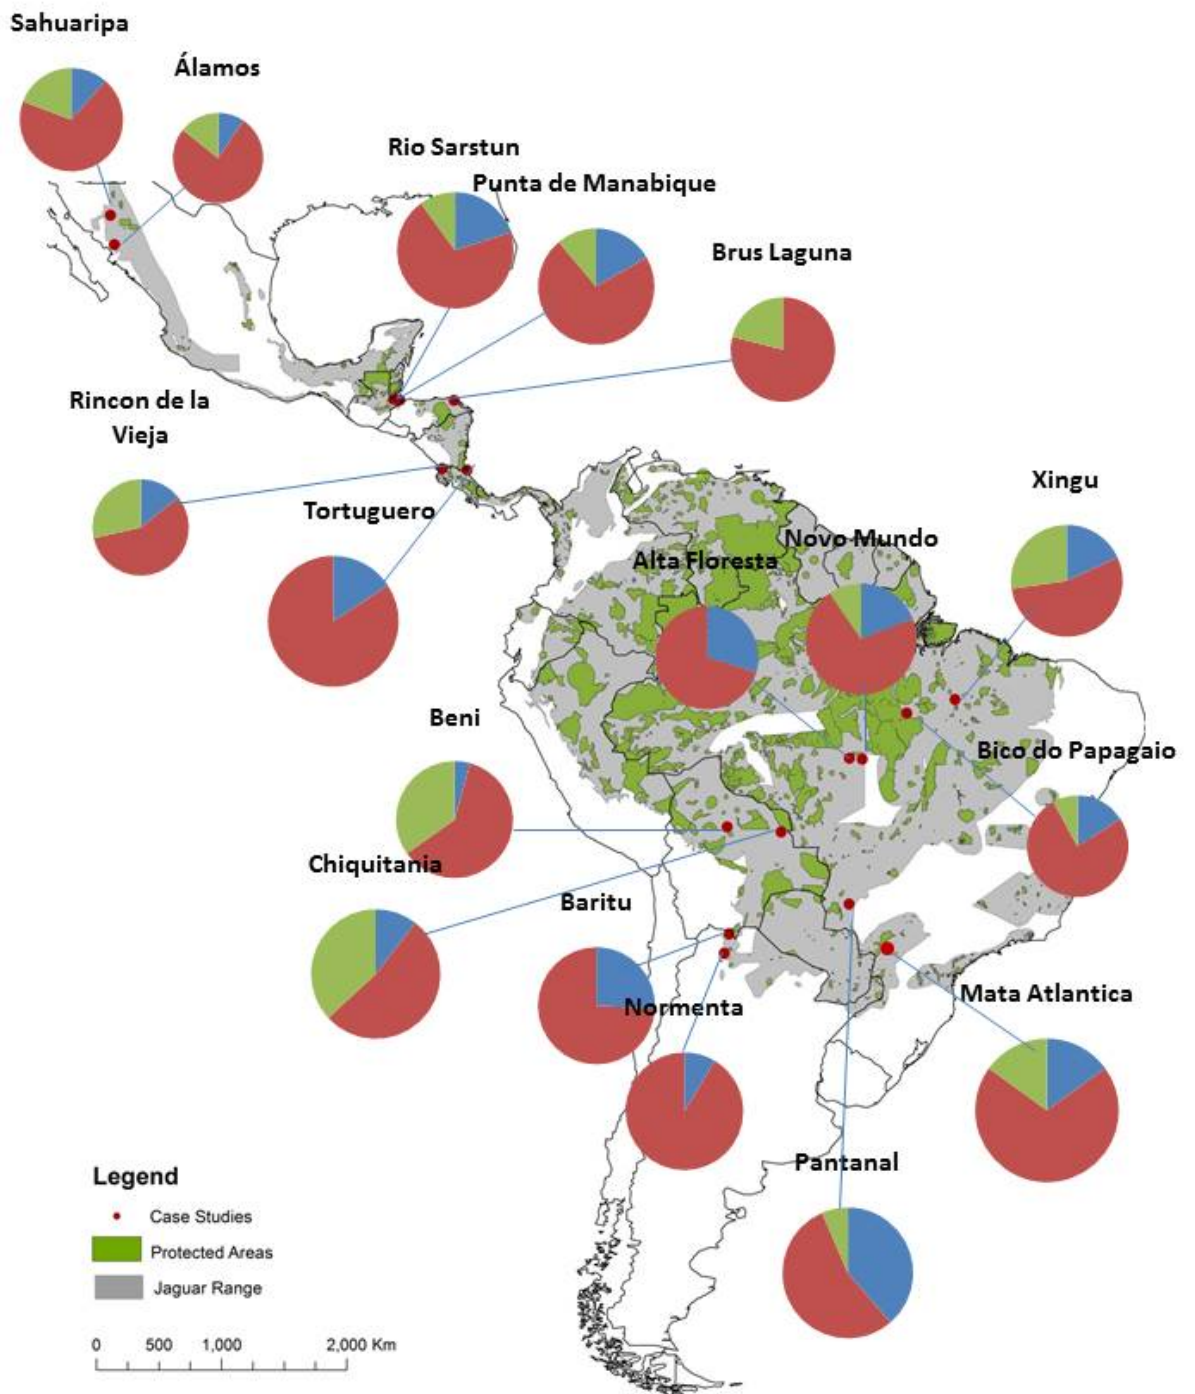 Sahuaripa
Álamos
Rio Sarstun
Punta de Manabique
Brus Laguna
Rincon de la
Vieja
Tortuguero
Xingu
Novo Mundo
Alta Floresta
Beni
Bico do Papagaio
Chiquitania
Baritu
Normenta
Mata Atlantica
Pantanal
Legend
Case Studies
Protected Areas
Jaguar Range
0 500 1,000 2,000 Km